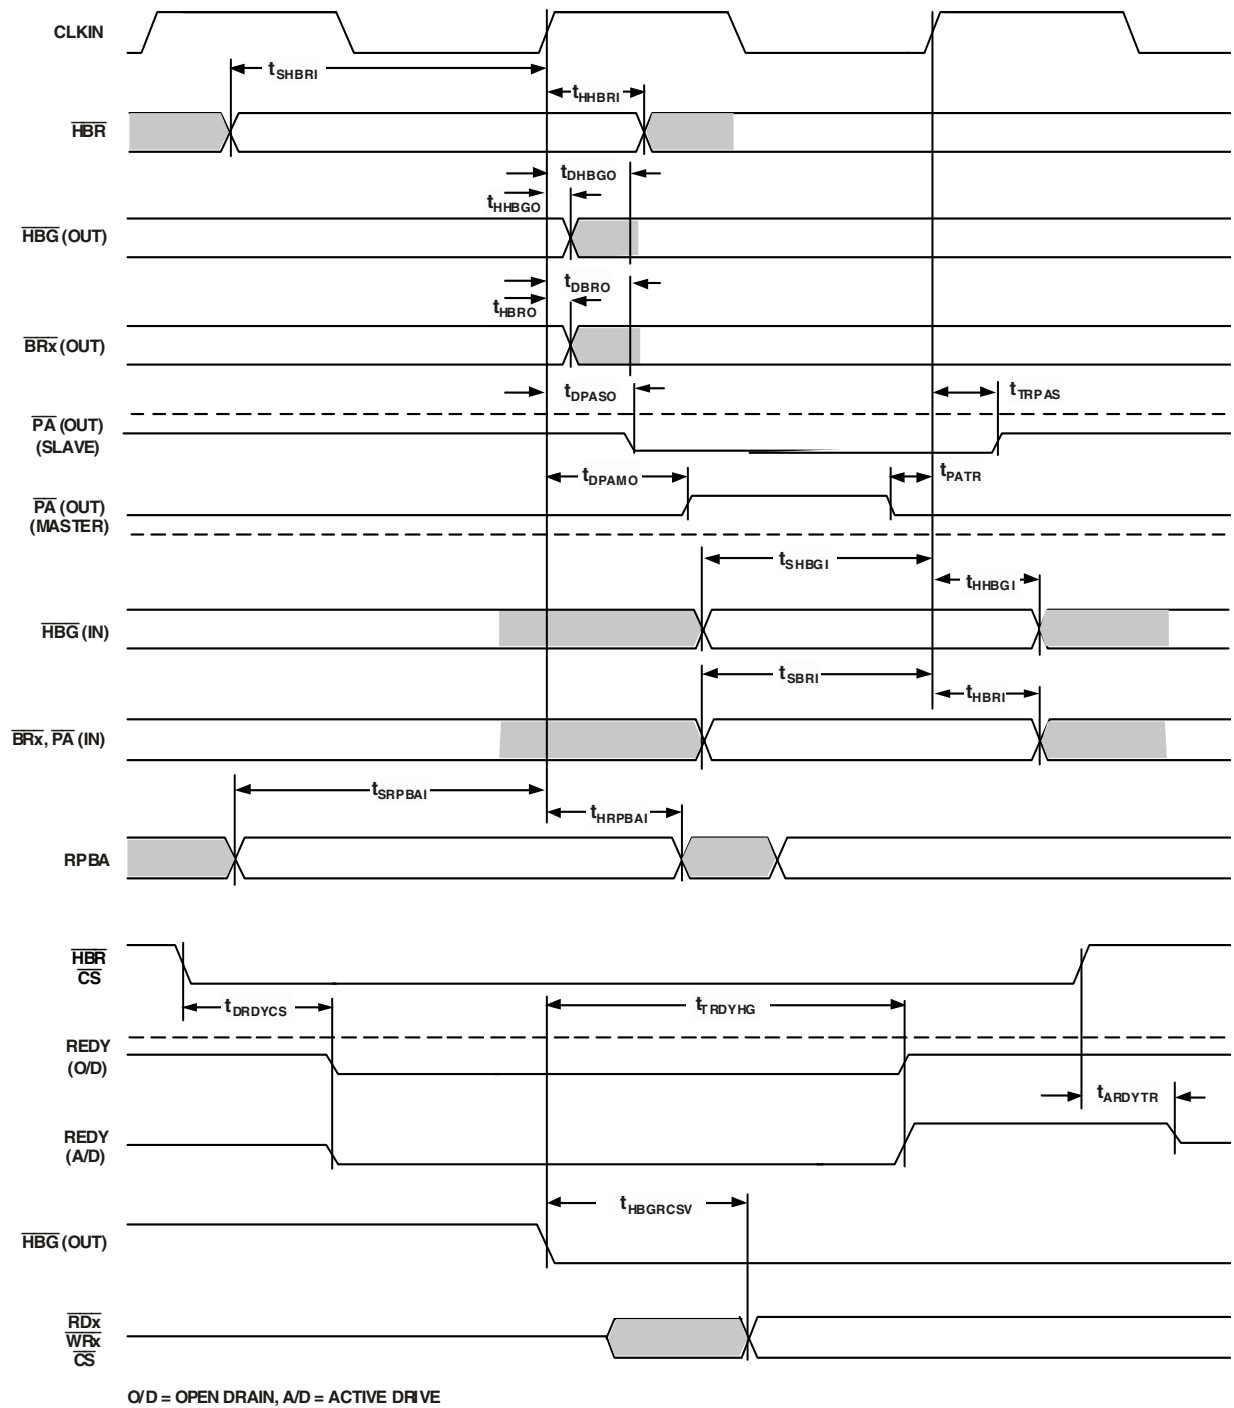 CLKIN
tSHBRI
tHHBRI
HBR
tDHBGO
tHHBGO
HBG (OUT)
tDBRO
tHBRO
BRx (OUT)
tDPASO
tTRPAS
PA (OUT)
(SLAVE)
tDPAMO
tPATR
PA (OUT)
(MASTER)
tSHBGI
tHHBGI
HBG (IN)
tSBRI
tHBRI
BRx, PA (IN)
tSRPBAI
tHRPBAI
RPBA
HBR
CS
tDRDYCS
tTRDYHG
REDY
(O/D)
tARDYTR
REDY
(A/D)
tHBGRCSV
HBG (OUT)
RDx
WRx
CS
O/D = OPEN DRAIN, A/D = ACTIVE DRIVE